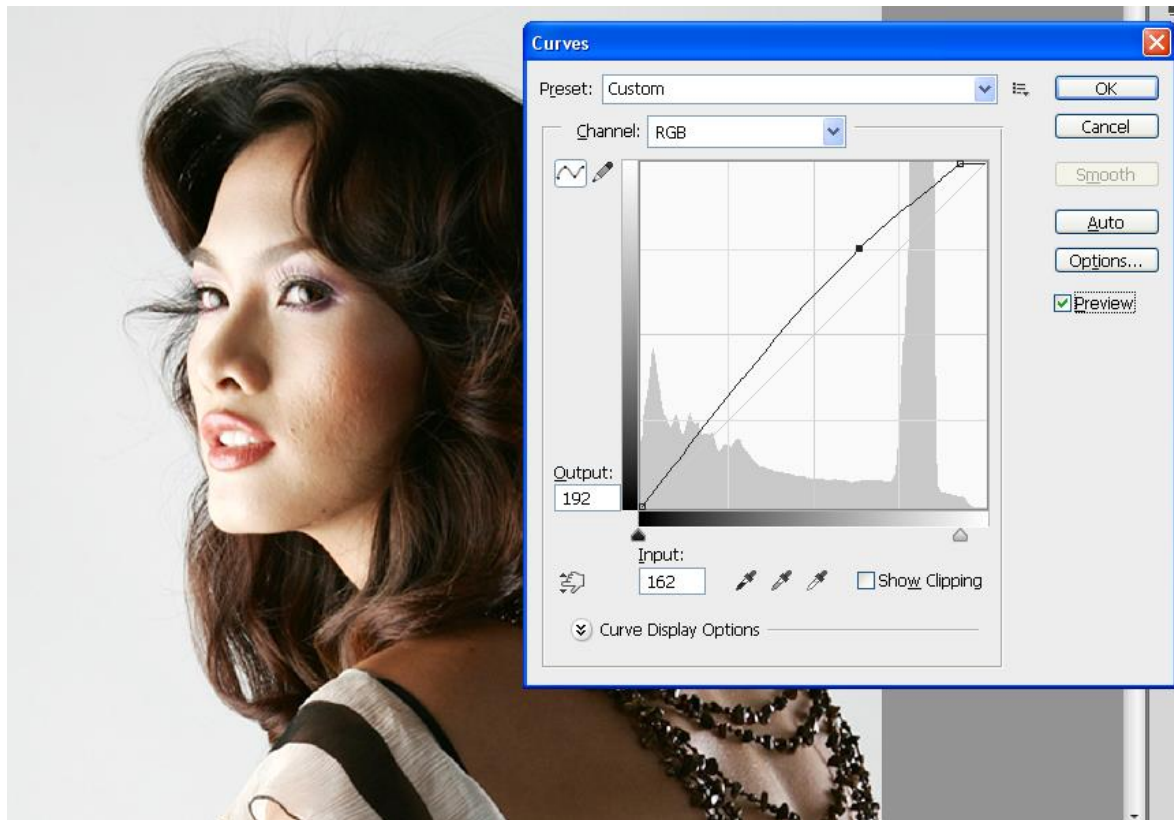 Curves
Preset: Custom
OK
Channel: RGB
Cancel
Smooth
Auto
Options...
Preview
Output:
192
Input:
162
Show Clipping
Curve Display Options